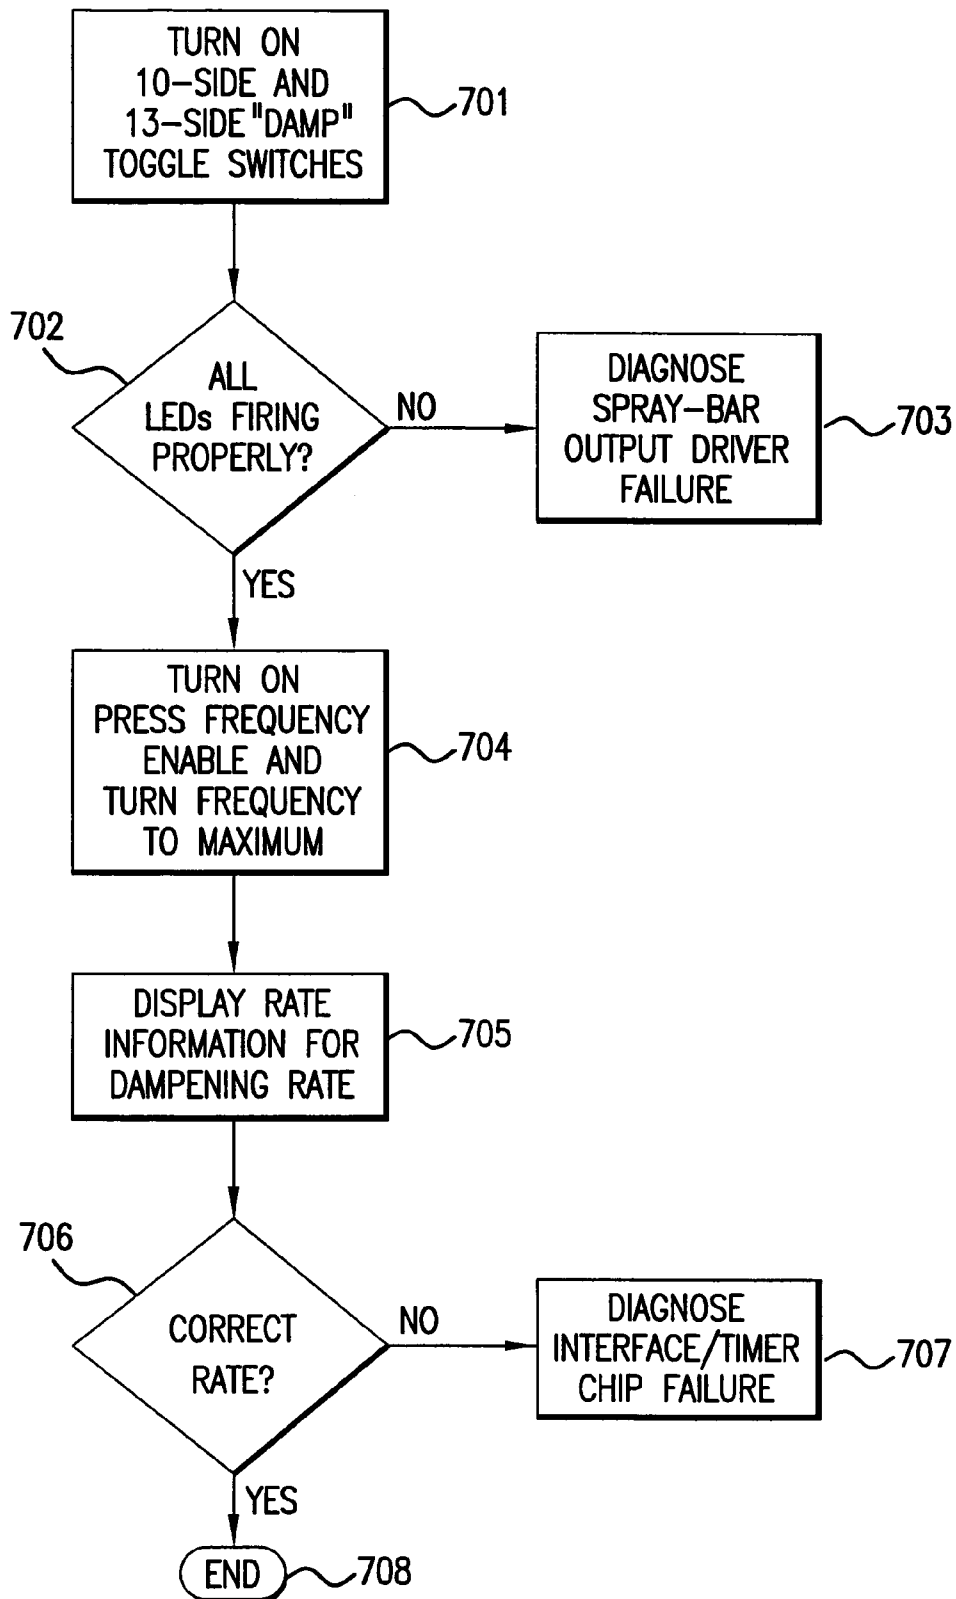 TURN ON
10-SIDE AND
13-SIDE "DAMP"
TOGGLE SWITCHES
701
702
ALL
LEDs FIRING
PROPERLY?
NO
DIAGNOSE
SPRAY-BAR
OUTPUT DRIVER
FAILURE
703
YES
TURN ON
PRESS FREQUENCY
ENABLE AND
TURN FREQUENCY
TO MAXIMUM
704
DISPLAY RATE
INFORMATION FOR
DAMPENING RATE
705
706
CORRECT
RATE?
NO
DIAGNOSE
INTERFACE/TIMER
CHIP FAILURE
707
YES
END
708